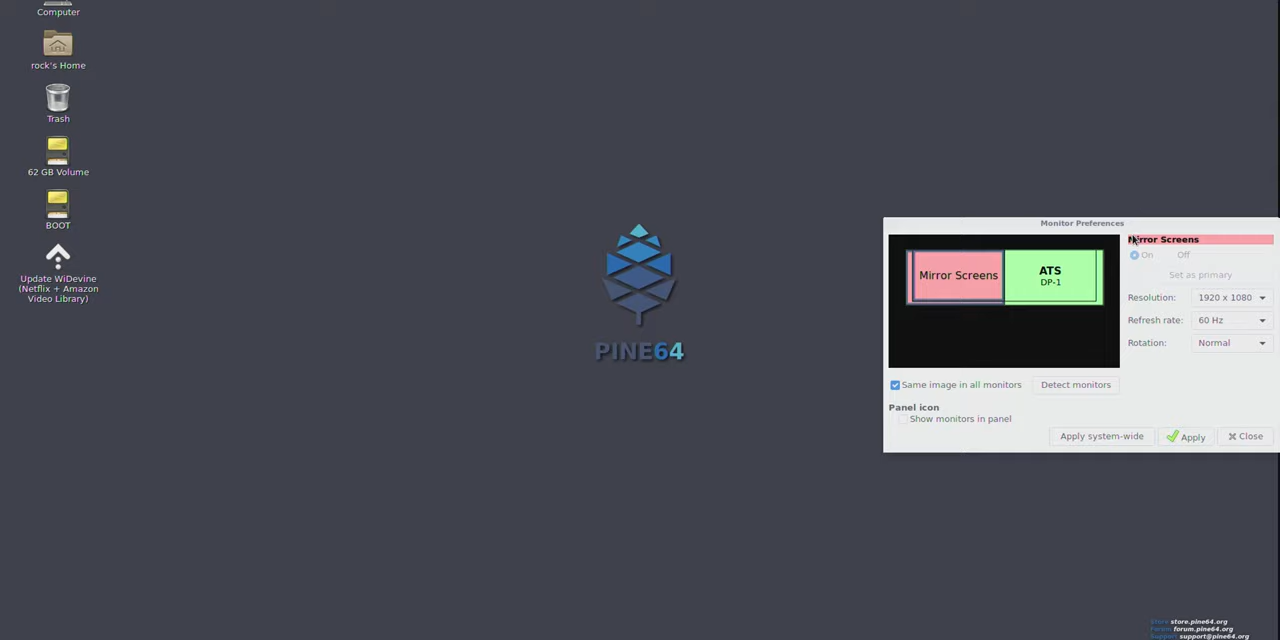 Computer
rock's Home
Trash
62 GB Volume
BOOT
Update WiDevine
(Netflix + Amazon
Video Library)
PINE64
Monitor Preferences
Mirror Screens
ATS
DP-1
Mirror Screens
On Off
Set as primary
Resolution: 1920 x 1080
Refresh rate: 60 Hz
Rotation: Normal
Same image in all monitors Detect monitors
Panel icon
Show monitors in panel
Apply system-wide Apply Close
Store store.pine64.org
Forum forum.pine64.org
Support support@pine64.org